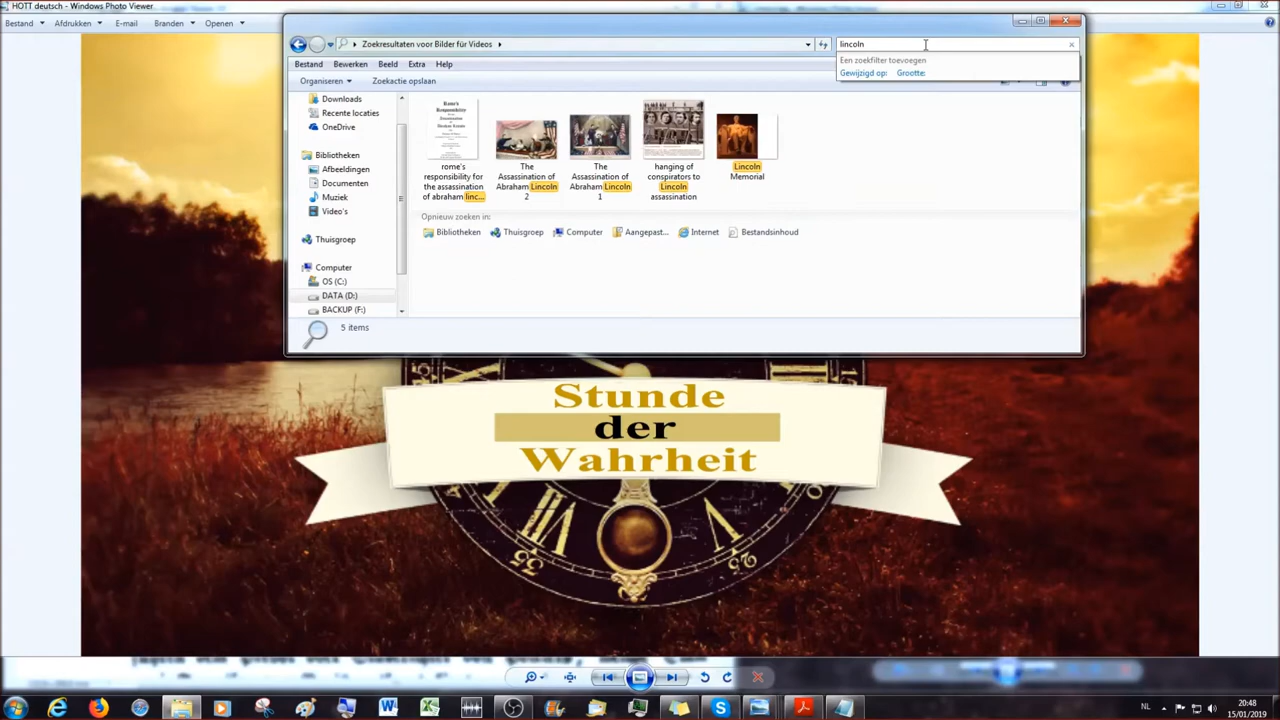 HOTT deutsch - Windows Photo Viewer
Bestand Afdrukken E-mail Branden Openen
Zoekresultaten voor Bilder für Videos
lincoln
Een zoekfilter toevoegen
Gewijzigd op: Grootte:
Bestand Bewerken Beeld Extra Help
Organiseren Zoekactie opslaan
Downloads
Recente locaties
OneDrive
Bibliotheken
Afbeeldingen
Documenten
Muziek
Video's
Thuisgroep
Computer
OS (C:)
DATA (D:)
BACKUP (F:)
rome's
responsibility for
the assassination
of abraham linc...
The
Assassination of
Abraham Lincoln
2
The
Assassination of
Abraham Lincoln
1
hanging of
conspirators to
Lincoln
assassination
Lincoln
Memorial
Opnieuw zoeken in:
Bibliotheken Thuisgroep Computer Aangepast... Internet Bestandsinhoud
5 items
Stunde
der
Wahrheit
NL
20:48
15/01/2019